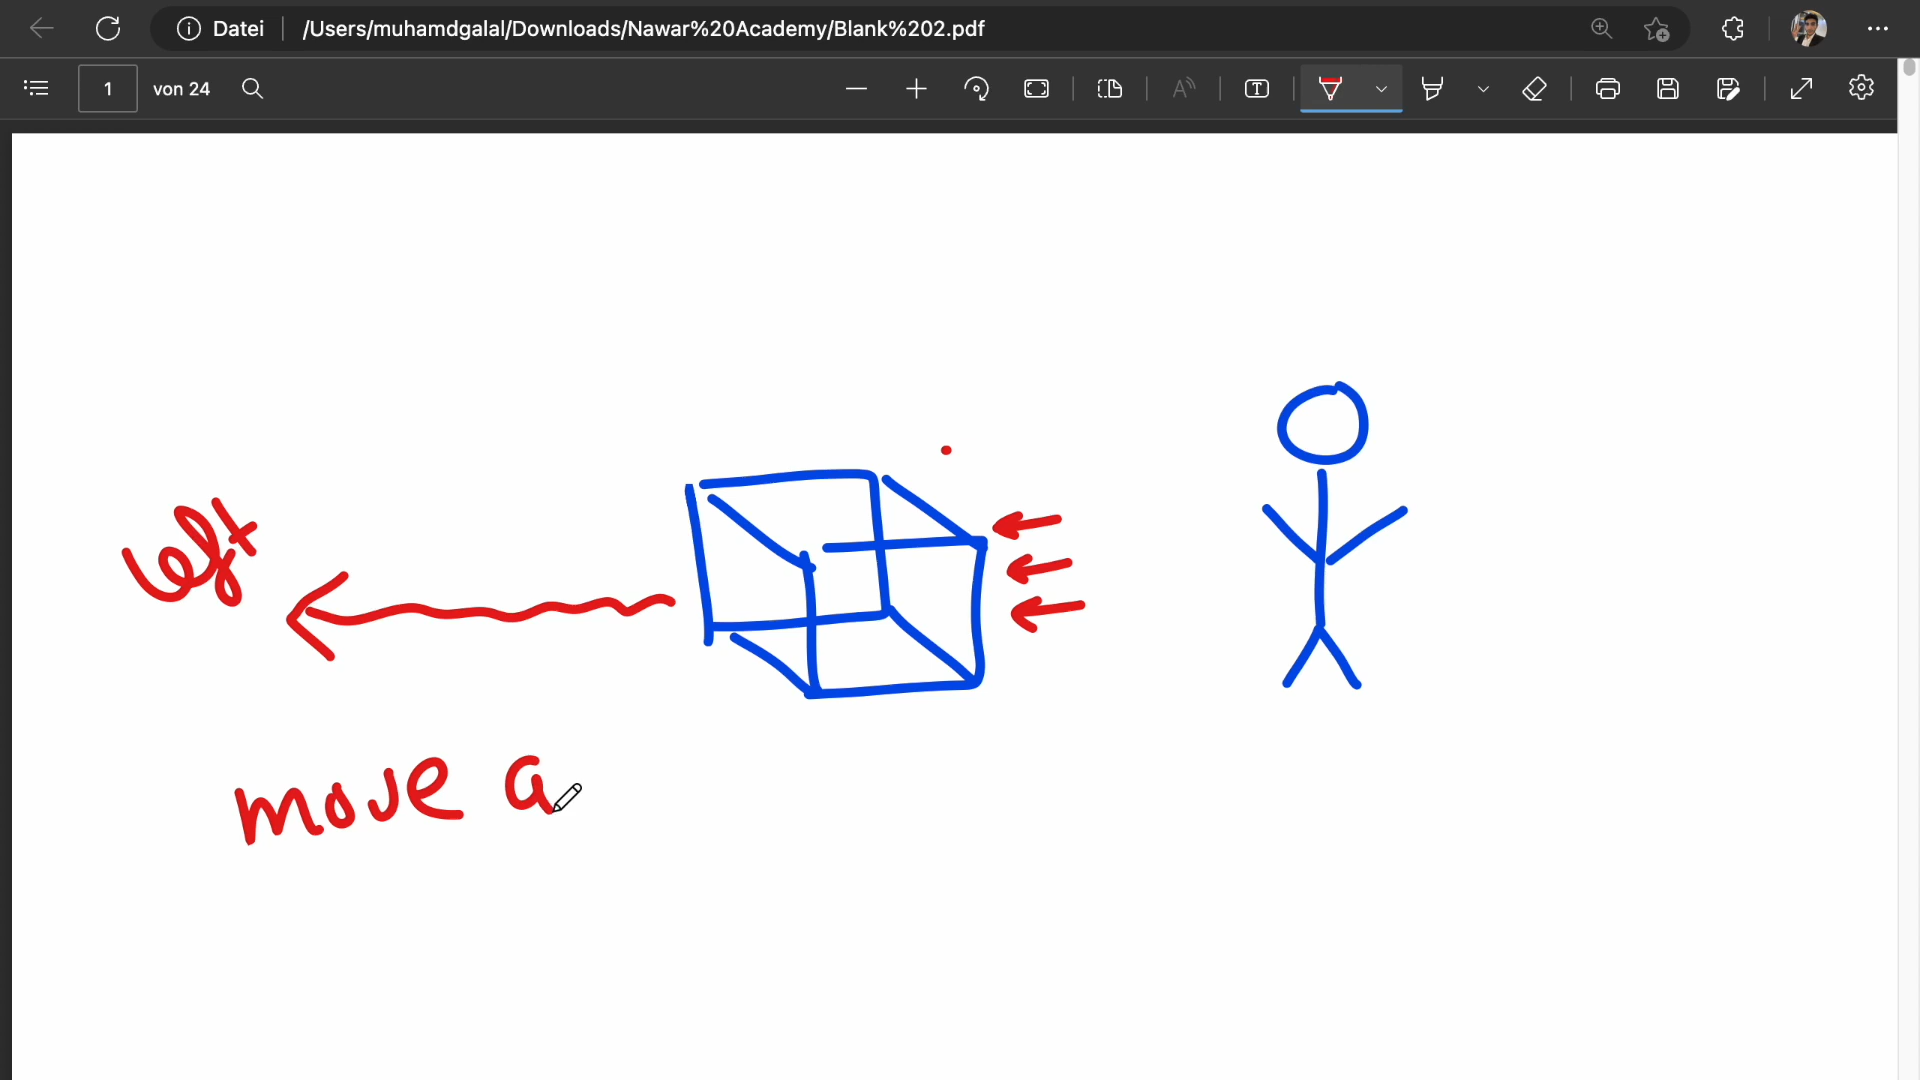 Datei /Users/muhamdgalal/Downloads/Nawar%20Academy/Blank%202.pdf
1 von 24
left
move a